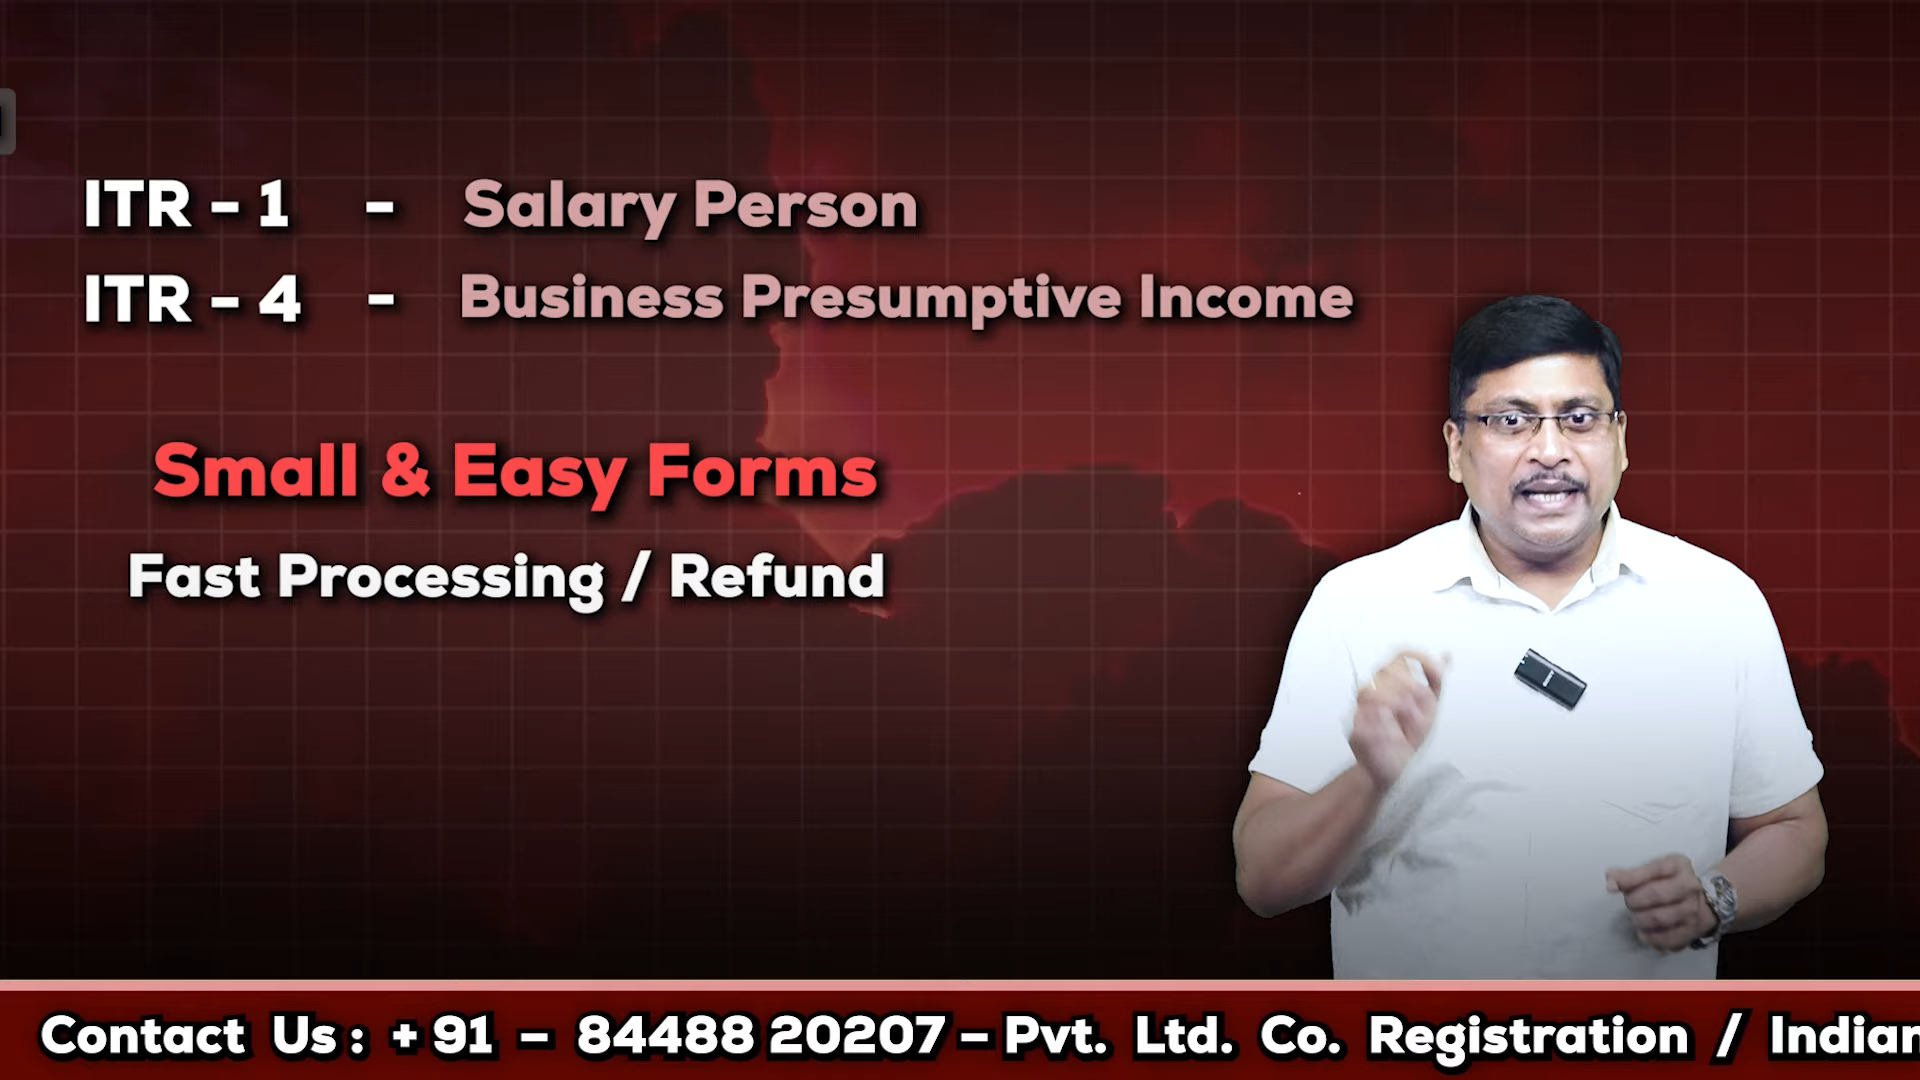 ITR - 1 - Salary Person
ITR - 4 - Business Presumptive Income
Small & Easy Forms
Fast Processing / Refund
Contact Us : + 91 - 84488 20207 - Pvt. Ltd. Co. Registration / Indian